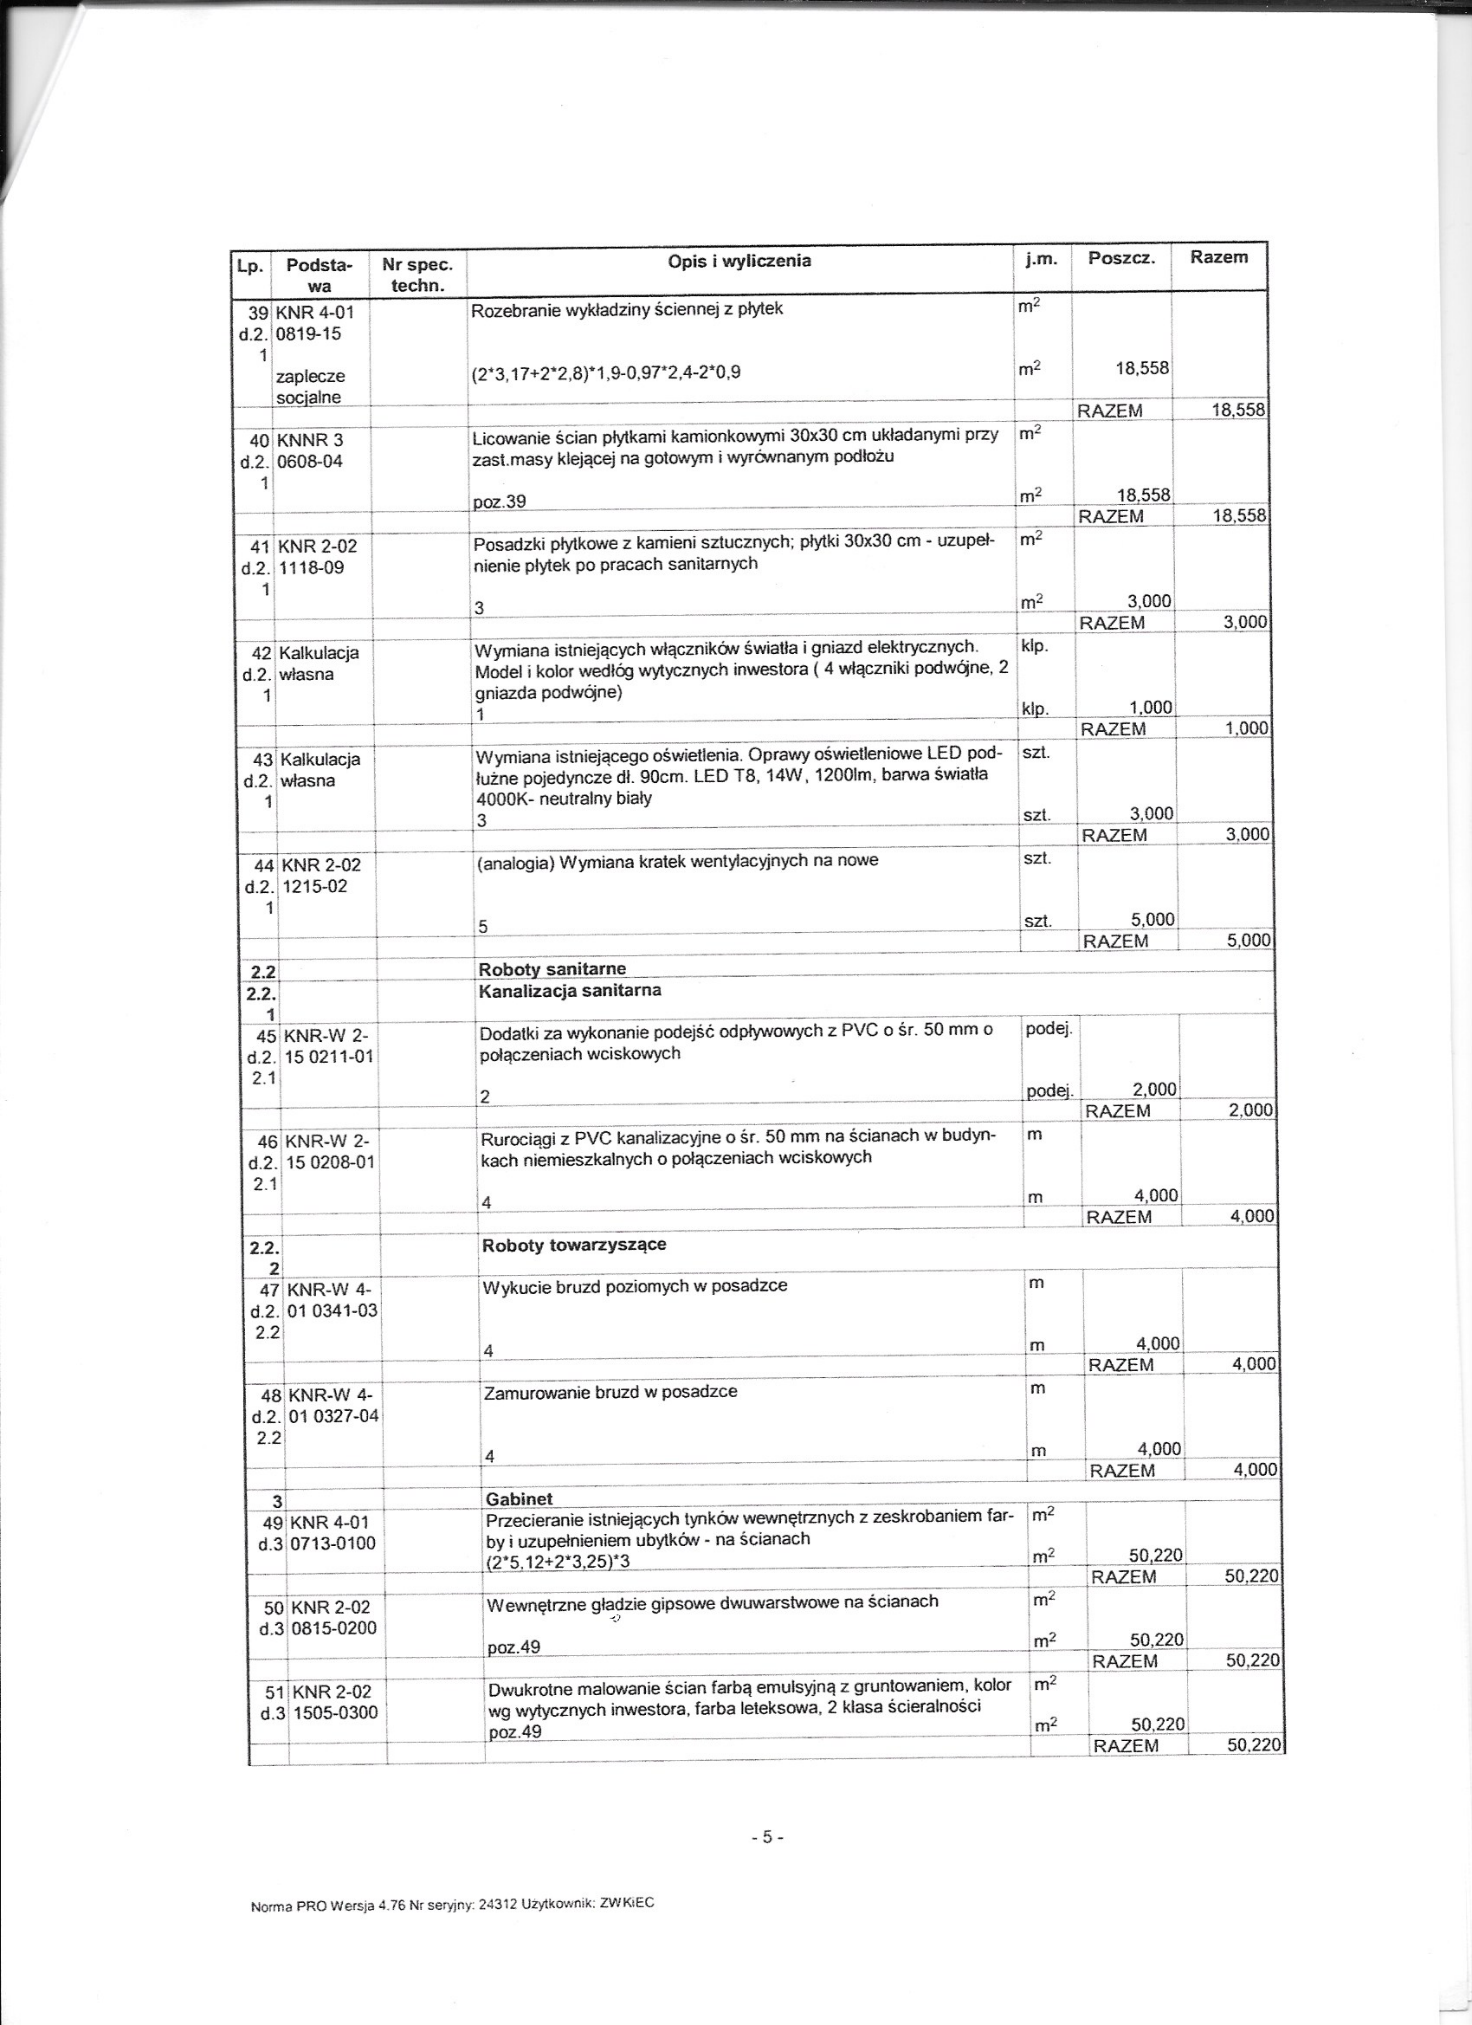 Lp. Podsta- Nr spec. Opis i wyliczenia j.m. Poszcz. Razem
wa techn.
39 KNR 4-01 Rozebranie wykładziny ściennej z płytek m²
d.2. 0819-15
1
zaplecze (2*3,17+2*2,8)*1,9-0,97*2,4-2*0,9 m² 18,558
socjalne
RAZEM 18,558
40 KNNR 3 Licowanie ścian płytkami kamionkowymi 30x30 cm układanymi przy m²
d.2. 0608-04 zast.masy klejącej na gotowym i wyrównanym podłożu
1
poz.39 m² 18,558
RAZEM 18,558
41 KNR 2-02 Posadzki płytkowe z kamieni sztucznych; płytki 30x30 cm - uzupeł- m²
d.2. 1118-09 nienie płytek po pracach sanitarnych
1
3 m² 3,000
RAZEM 3,000
42 Kalkulacja Wymiana istniejących włączników światła i gniazd elektrycznych. klp.
d.2. własna Model i kolor wedłóg wytycznych inwestora ( 4 włączniki podwójne, 2
1 gniazda podwójne)
1 klp. 1,000
RAZEM 1,000
43 Kalkulacja Wymiana istniejącego oświetlenia. Oprawy oświetleniowe LED pod- szt.
d.2. własna łużne pojedyncze dł. 90cm. LED T8, 14W, 1200lm, barwa światła
1 4000K- neutralny biały
3 szt. 3,000
RAZEM 3,000
44 KNR 2-02 (analogia) Wymiana kratek wentylacyjnych na nowe szt.
d.2. 1215-02
1
5 szt. 5,000
RAZEM 5,000
2.2 Roboty sanitarne
2.2. Kanalizacja sanitarna
1
45 KNR-W 2- Dodatki za wykonanie podejść odpływowych z PVC o śr. 50 mm o podej.
d.2. 15 0211-01 połączeniach wciskowych
2.1
2 podej. 2,000
RAZEM 2,000
46 KNR-W 2- Rurociągi z PVC kanalizacyjne o śr. 50 mm na ścianach w budyn- m
d.2. 15 0208-01 kach niemieszkalnych o połączeniach wciskowych
2.1
4 m 4,000
RAZEM 4,000
2.2. Roboty towarzyszące
2
47 KNR-W 4- Wykucie bruzd poziomych w posadzce m
d.2. 01 0341-03
2.2
4 m 4,000
RAZEM 4,000
48 KNR-W 4- Zamurowanie bruzd w posadzce m
d.2. 01 0327-04
2.2
4 m 4,000
RAZEM 4,000
3 Gabinet
49 KNR 4-01 Przecieranie istniejących tynków wewnętrznych z zeskrobaniem far- m²
d.3 0713-0100 by i uzupełnieniem ubytków - na ścianach
(2*5,12+2*3,25)*3 m² 50,220
RAZEM 50,220
50 KNR 2-02 Wewnętrzne gładzie gipsowe dwuwarstwowe na ścianach m²
d.3 0815-0200
poz.49 m² 50,220
RAZEM 50,220
51 KNR 2-02 Dwukrotne malowanie ścian farbą emulsyjną z gruntowaniem, kolor m²
d.3 1505-0300 wg wytycznych inwestora, farba leteksowa, 2 klasa ścieralności
poz.49 m² 50,220
RAZEM 50,220
- 5 -
Norma PRO Wersja 4.76 Nr seryjny: 24312 Użytkownik: ZWKiEC